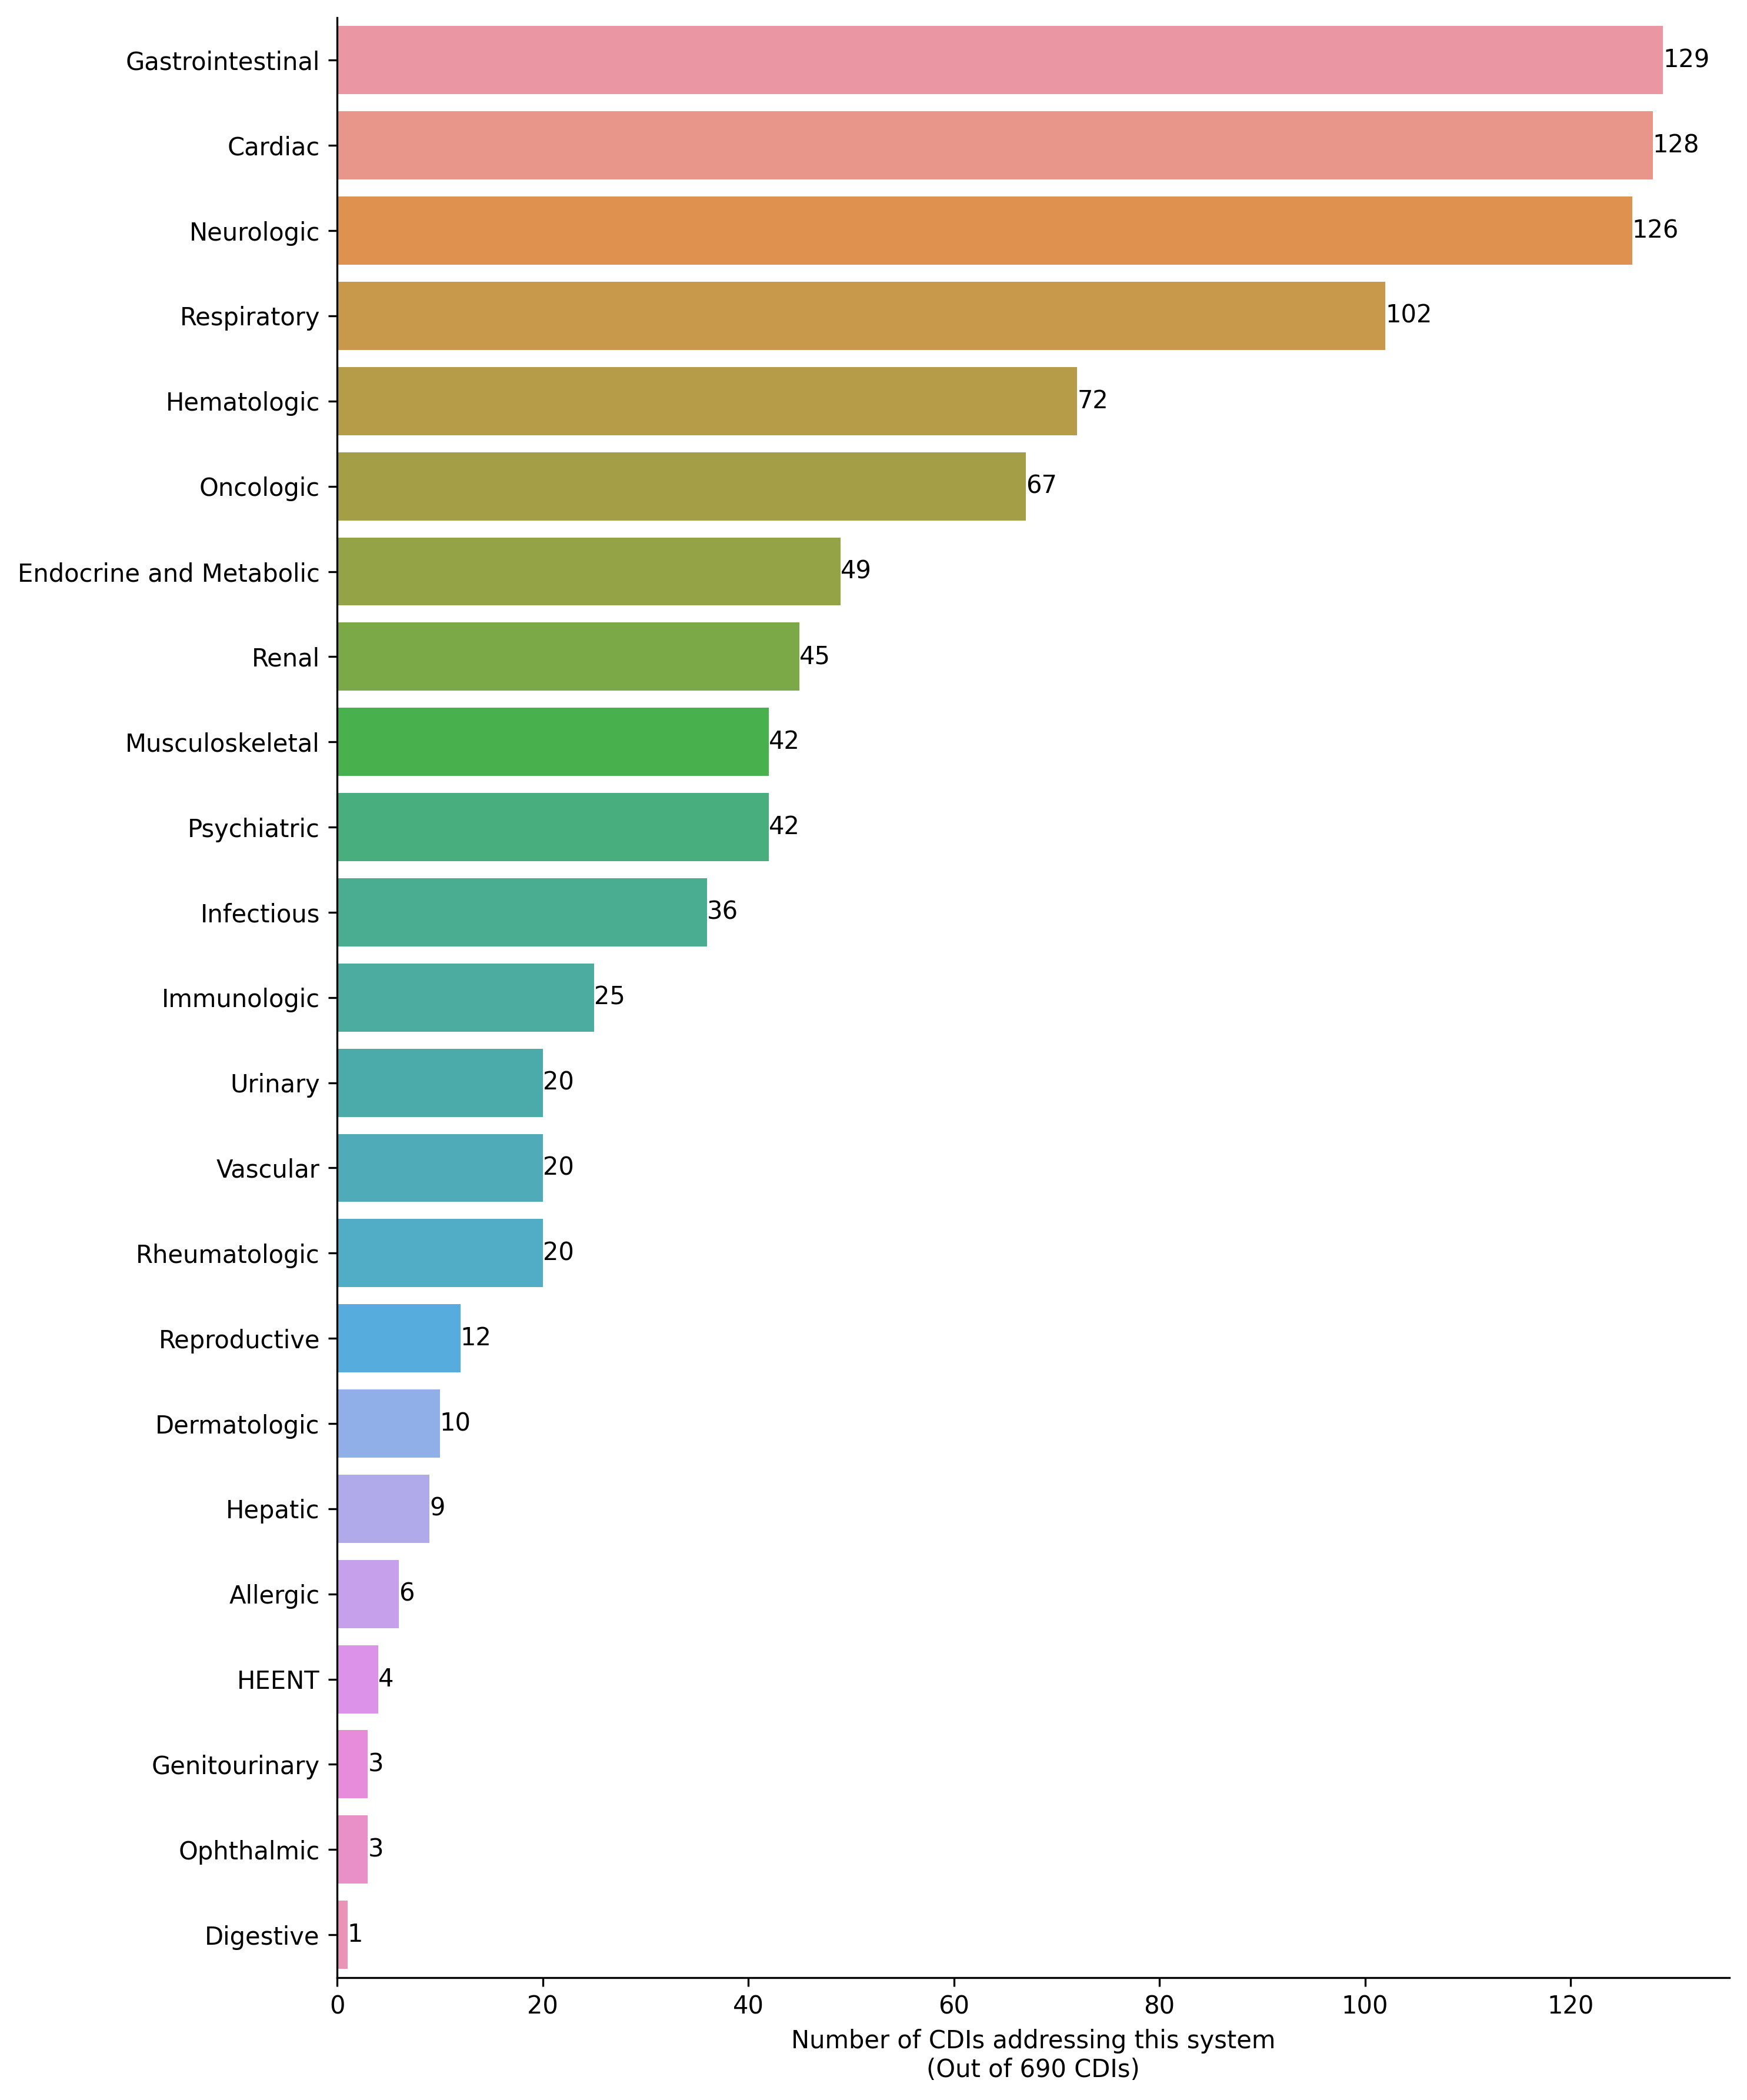 Gastrointestinal 129
Cardiac 128
Neurologic 126
Respiratory 102
Hematologic 72
Oncologic 67
Endocrine and Metabolic 49
Renal 45
Musculoskeletal 42
Psychiatric 42
Infectious 36
Immunologic 25
Urinary 20
Vascular 20
Rheumatologic 20
Reproductive 12
Dermatologic 10
Hepatic 9
Allergic 6
HEENT 4
Genitourinary 3
Ophthalmic 3
Digestive 1
0 20 40 60 80 100 120
Number of CDIs addressing this system
(Out of 690 CDIs)